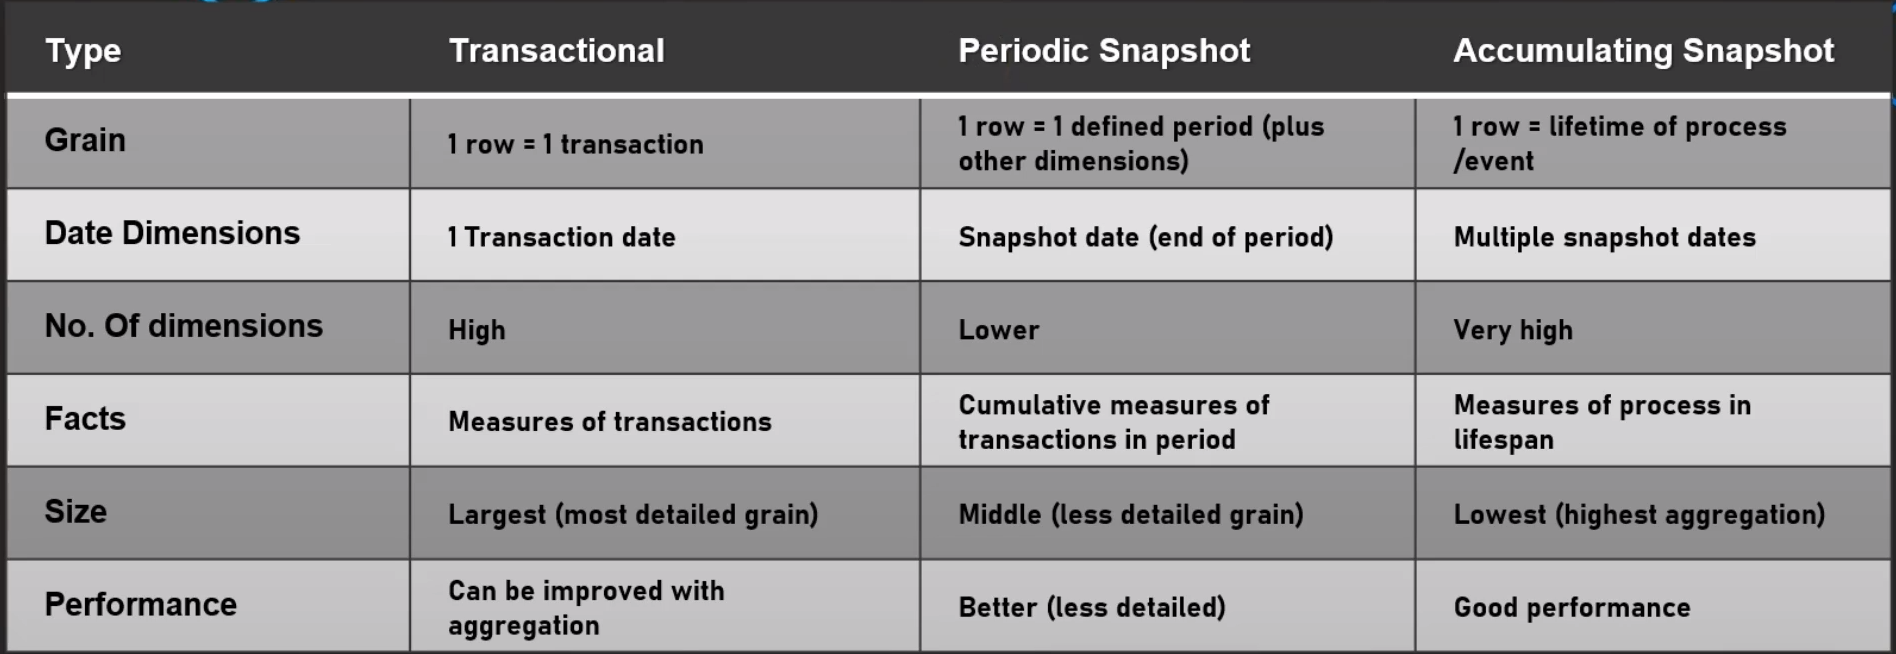 Type Transactional Periodic Snapshot Accumulating Snapshot
Grain 1 row = 1 transaction 1 row = 1 defined period (plus other dimensions) 1 row = lifetime of process /event
Date Dimensions 1 Transaction date Snapshot date (end of period) Multiple snapshot dates
No. Of dimensions High Lower Very high
Facts Measures of transactions Cumulative measures of transactions in period Measures of process in lifespan
Size Largest (most detailed grain) Middle (less detailed grain) Lowest (highest aggregation)
Performance Can be improved with aggregation Better (less detailed) Good performance